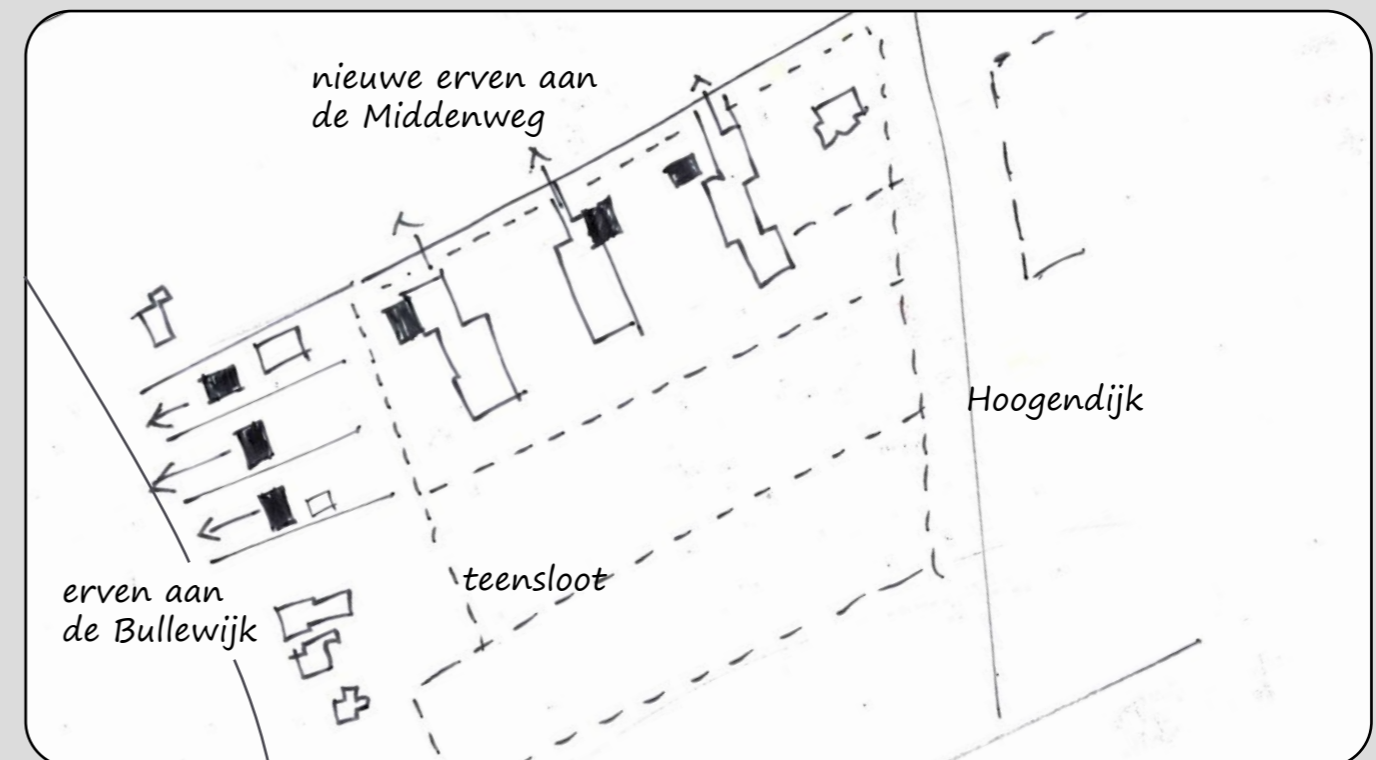 nieuwe erven aan
de Middenweg
Hoogendijk
teensloot
erven aan
de Bullewijk